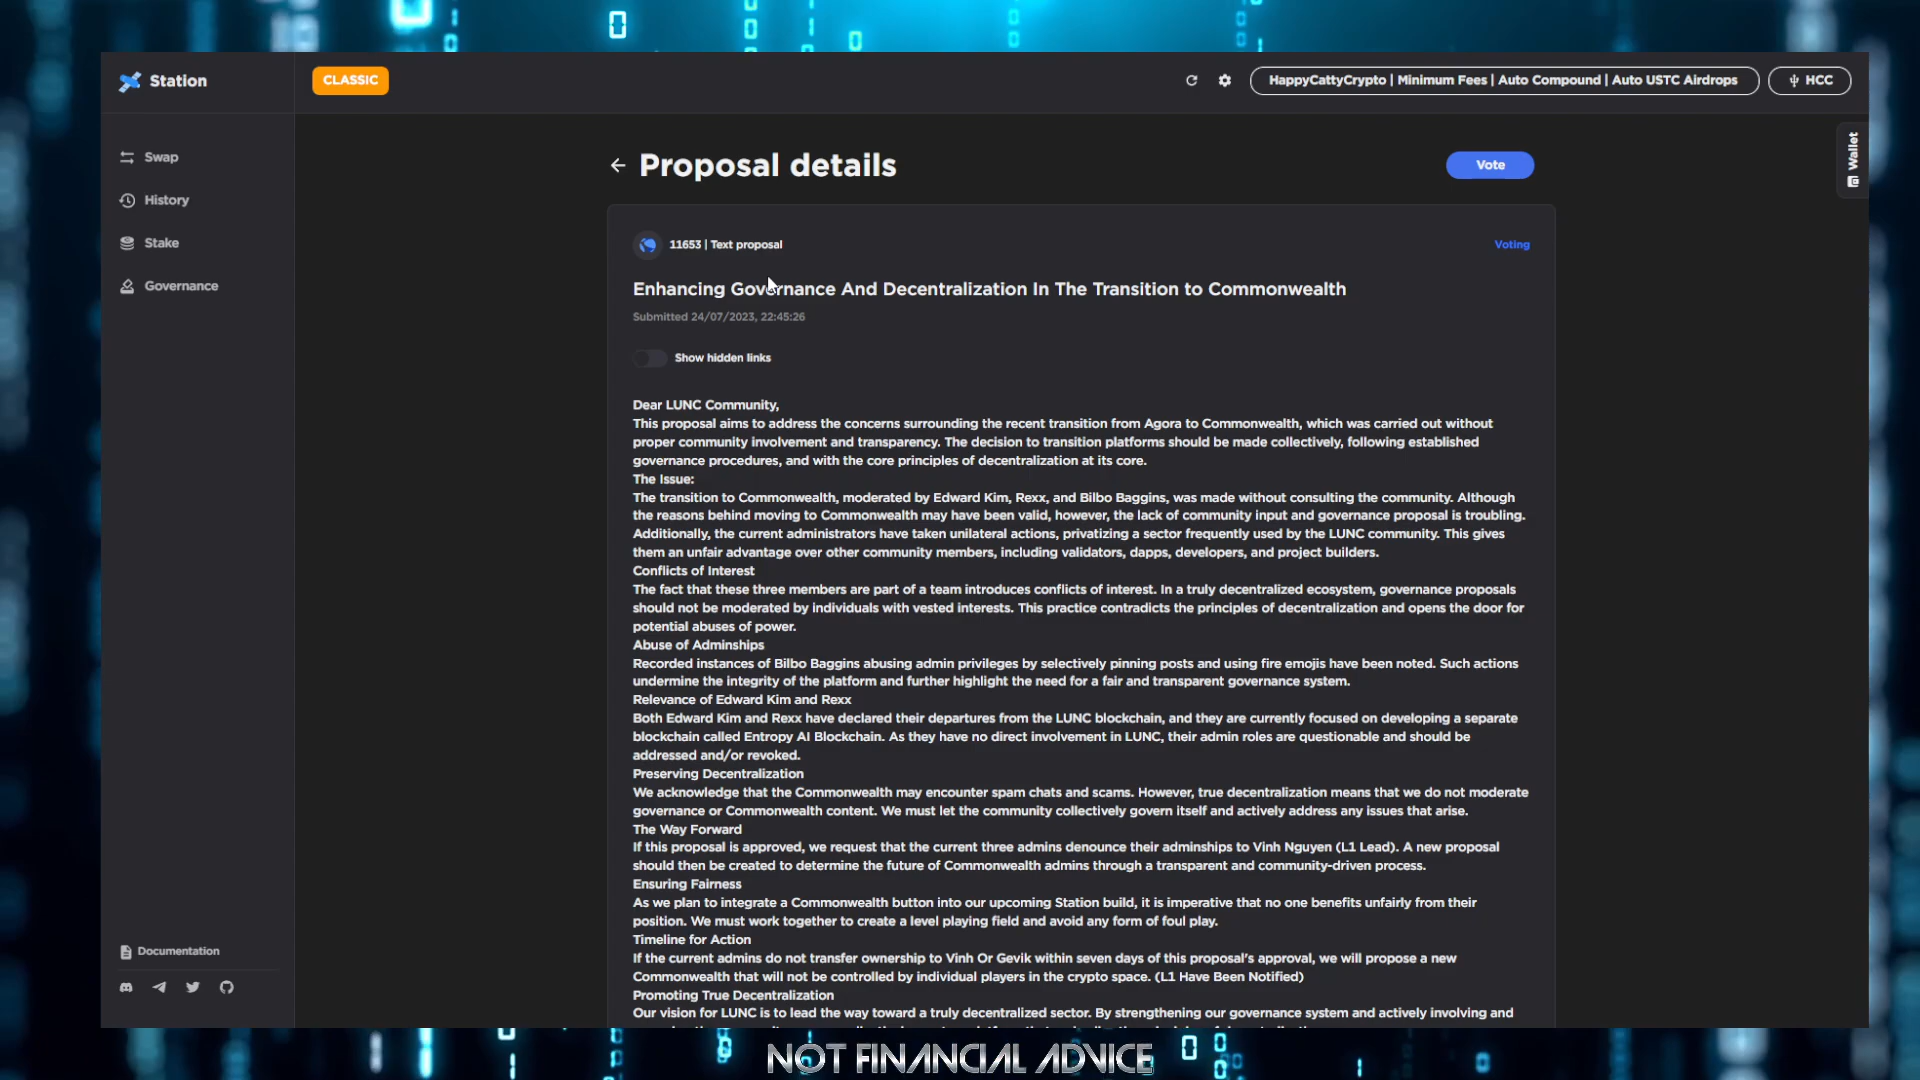 Station
CLASSIC
HappyCattyCrypto | Minimum Fees | Auto Compound | Auto USTC Airdrops
HCC
Swap
History
Stake
Governance
Wallet
Proposal details
Vote
11653 | Text proposal
Voting
Enhancing Governance And Decentralization In The Transition to Commonwealth
Submitted 24/07/2023, 22:45:26
Show hidden links
Dear LUNC Community,
This proposal aims to address the concerns surrounding the recent transition from Agora to Commonwealth, which was carried out without
proper community involvement and transparency. The decision to transition platforms should be made collectively, following established
governance procedures, and with the core principles of decentralization at its core.
The Issue:
The transition to Commonwealth, moderated by Edward Kim, Rexx, and Bilbo Baggins, was made without consulting the community. Although
the reasons behind moving to Commonwealth may have been valid, however, the lack of community input and governance proposal is troubling.
Additionally, the current administrators have taken unilateral actions, privatizing a sector frequently used by the LUNC community. This gives
them an unfair advantage over other community members, including validators, dapps, developers, and project builders.
Conflicts of Interest
The fact that these three members are part of a team introduces conflicts of interest. In a truly decentralized ecosystem, governance proposals
should not be moderated by individuals with vested interests. This practice contradicts the principles of decentralization and opens the door for
potential abuses of power.
Abuse of Adminships
Recorded instances of Bilbo Baggins abusing admin privileges by selectively pinning posts and using fire emojis have been noted. Such actions
undermine the integrity of the platform and further highlight the need for a fair and transparent governance system.
Relevance of Edward Kim and Rexx
Both Edward Kim and Rexx have declared their departures from the LUNC blockchain, and they are currently focused on developing a separate
blockchain called Entropy AI Blockchain. As they have no direct involvement in LUNC, their admin roles are questionable and should be
addressed and/or revoked.
Preserving Decentralization
We acknowledge that the Commonwealth may encounter spam chats and scams. However, true decentralization means that we do not moderate
governance or Commonwealth content. We must let the community collectively govern itself and actively address any issues that arise.
The Way Forward
If this proposal is approved, we request that the current three admins denounce their adminships to Vinh Nguyen (L1 Lead). A new proposal
should then be created to determine the future of Commonwealth admins through a transparent and community-driven process.
Ensuring Fairness
As we plan to integrate a Commonwealth button into our upcoming Station build, it is imperative that no one benefits unfairly from their
position. We must work together to create a level playing field and avoid any form of foul play.
Timeline for Action
If the current admins do not transfer ownership to Vinh Or Gevik within seven days of this proposal's approval, we will propose a new
Commonwealth that will not be controlled by individual players in the crypto space. (L1 Have Been Notified)
Promoting True Decentralization
Our vision for LUNC is to lead the way toward a truly decentralized sector. By strengthening our governance system and actively involving and
Documentation
NOT FINANCIAL ADVICE